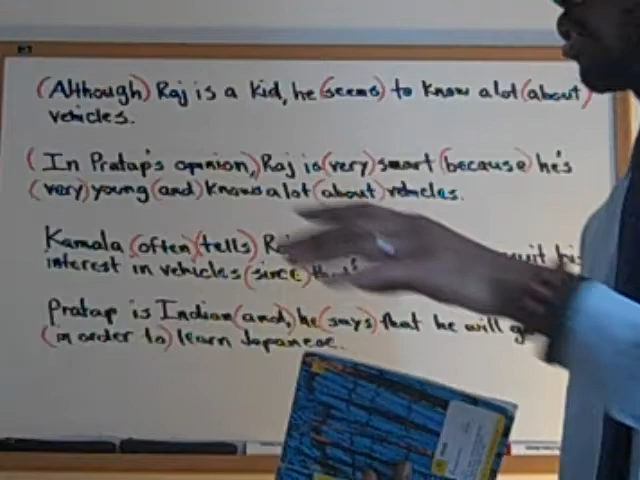 (Although) Raj is a kid, he (seems) to know a lot (about)
vehicles.
(In Pratap's opinion,) Raj is (very) smart (because) he's
(very) young (and) knows a lot (about) vehicles.
Kamala (often) (tells)
interest in vehicles (since)
Pratap is Indian (and,) he (says) that he will
(in order to) learn Japanese.